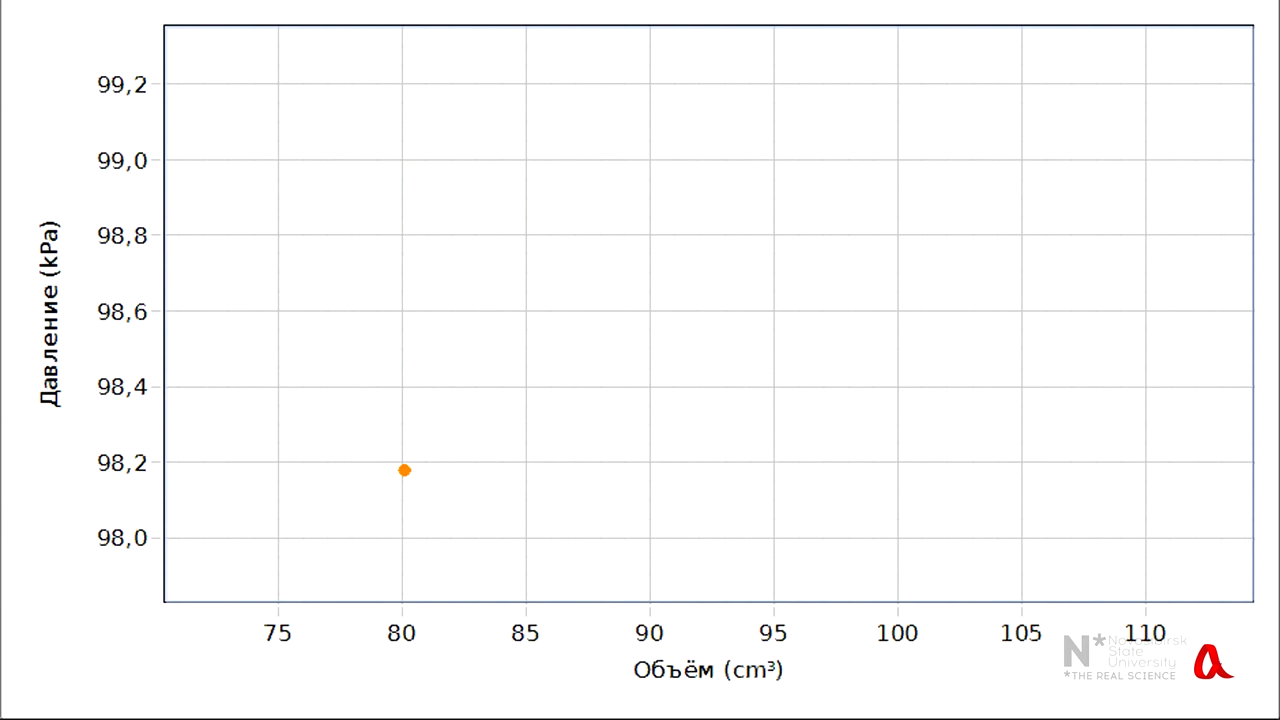 99,2
99,0
98,8
98,6
98,4
98,2
98,0
Давление (kPa)
75 80 85 90 95 100 105 110
Объём (cm³)
N* Novosibirsk
State
University
*THE REAL SCIENCE